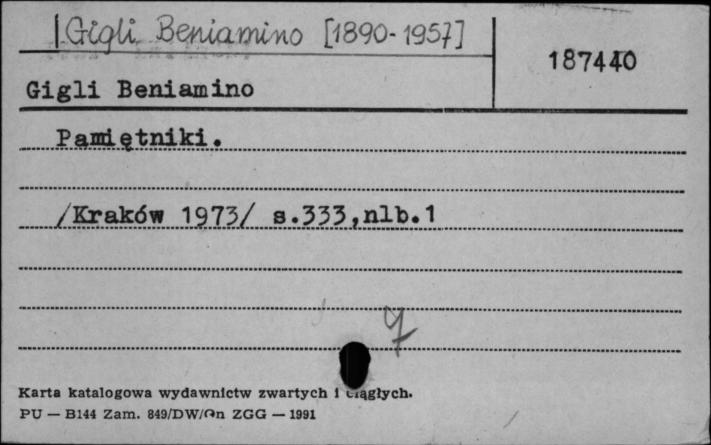 Gigli Beniamino [1890-1957]
187440
Gigli Beniamino
Pamiętniki.
/Kraków 1973/ s.333,nlb.1
Karta katalogowa wydawnictw zwartych i ciągłych.
PU — B144 Zam. 849/DW/On ZGG — 1991